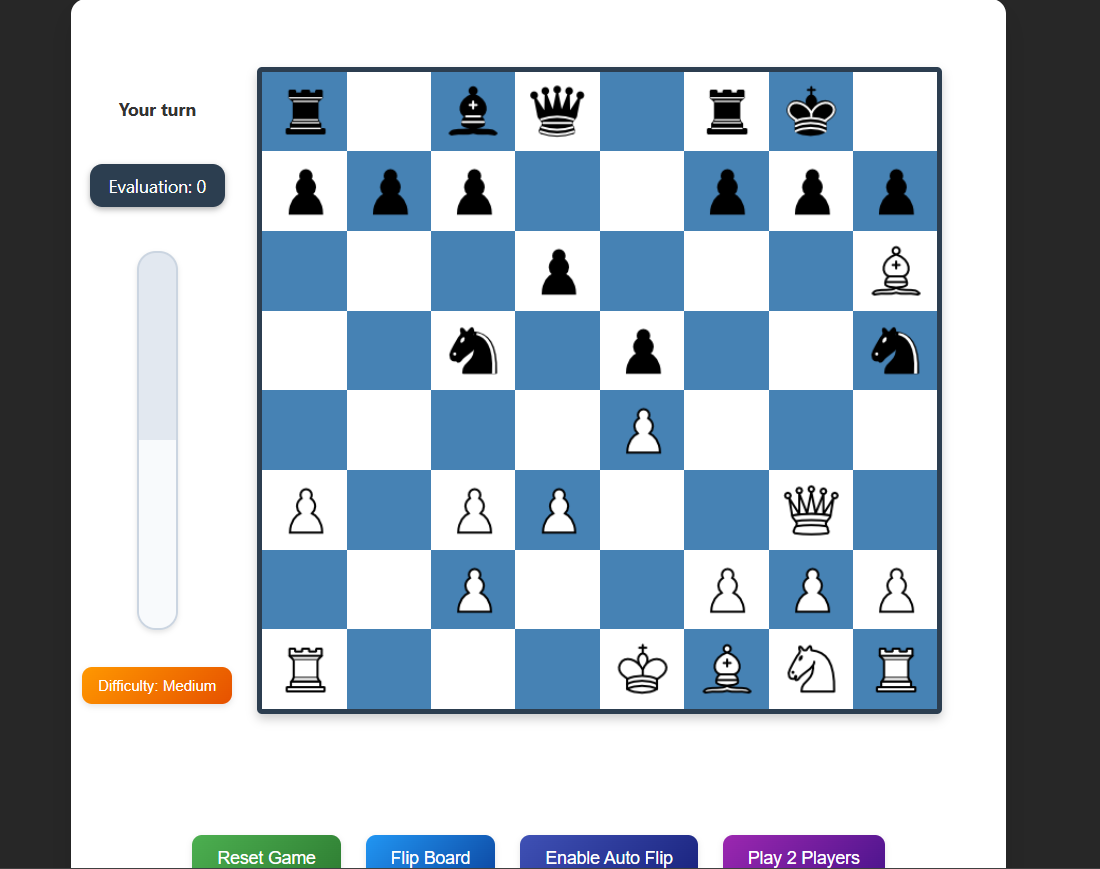 Your turn
Evaluation: 0
Difficulty: Medium
Reset Game
Flip Board
Enable Auto Flip
Play 2 Players